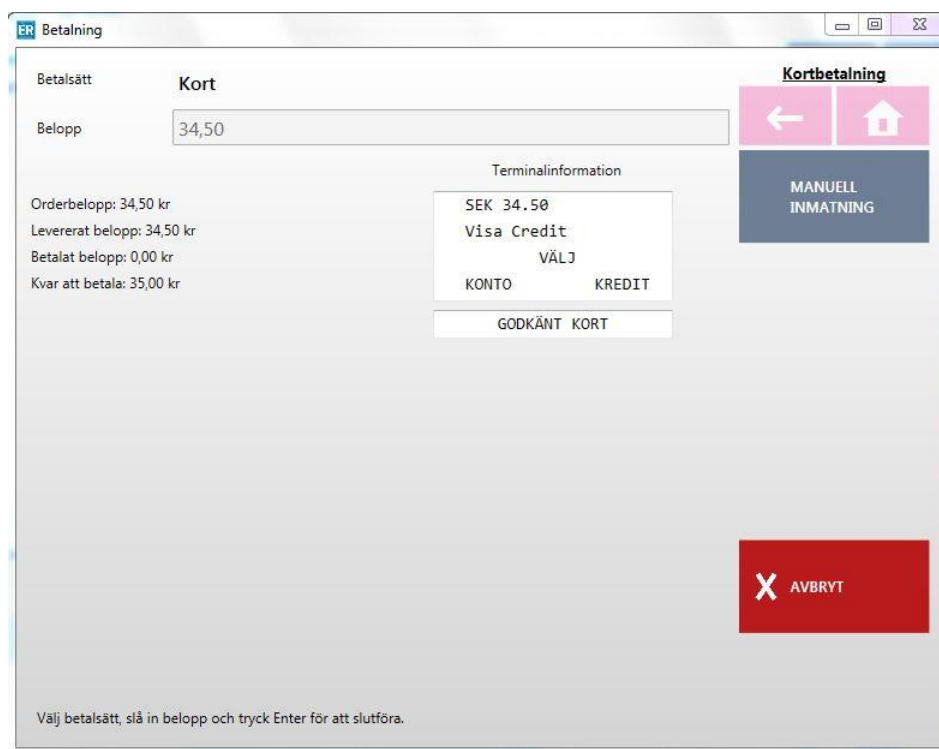 ER Betalning
Betalsätt Kort
Kortbetalning
Belopp 34,50
Terminalinformation
MANUELL
INMATNING
Orderbelopp: 34,50 kr
Levererat belopp: 34,50 kr
Betalat belopp: 0,00 kr
Kvar att betala: 35,00 kr
SEK 34.50
Visa Credit
VÄLJ
KONTO KREDIT
GODKÄNT KORT
X AVBRYT
Välj betalsätt, slå in belopp och tryck Enter för att slutföra.